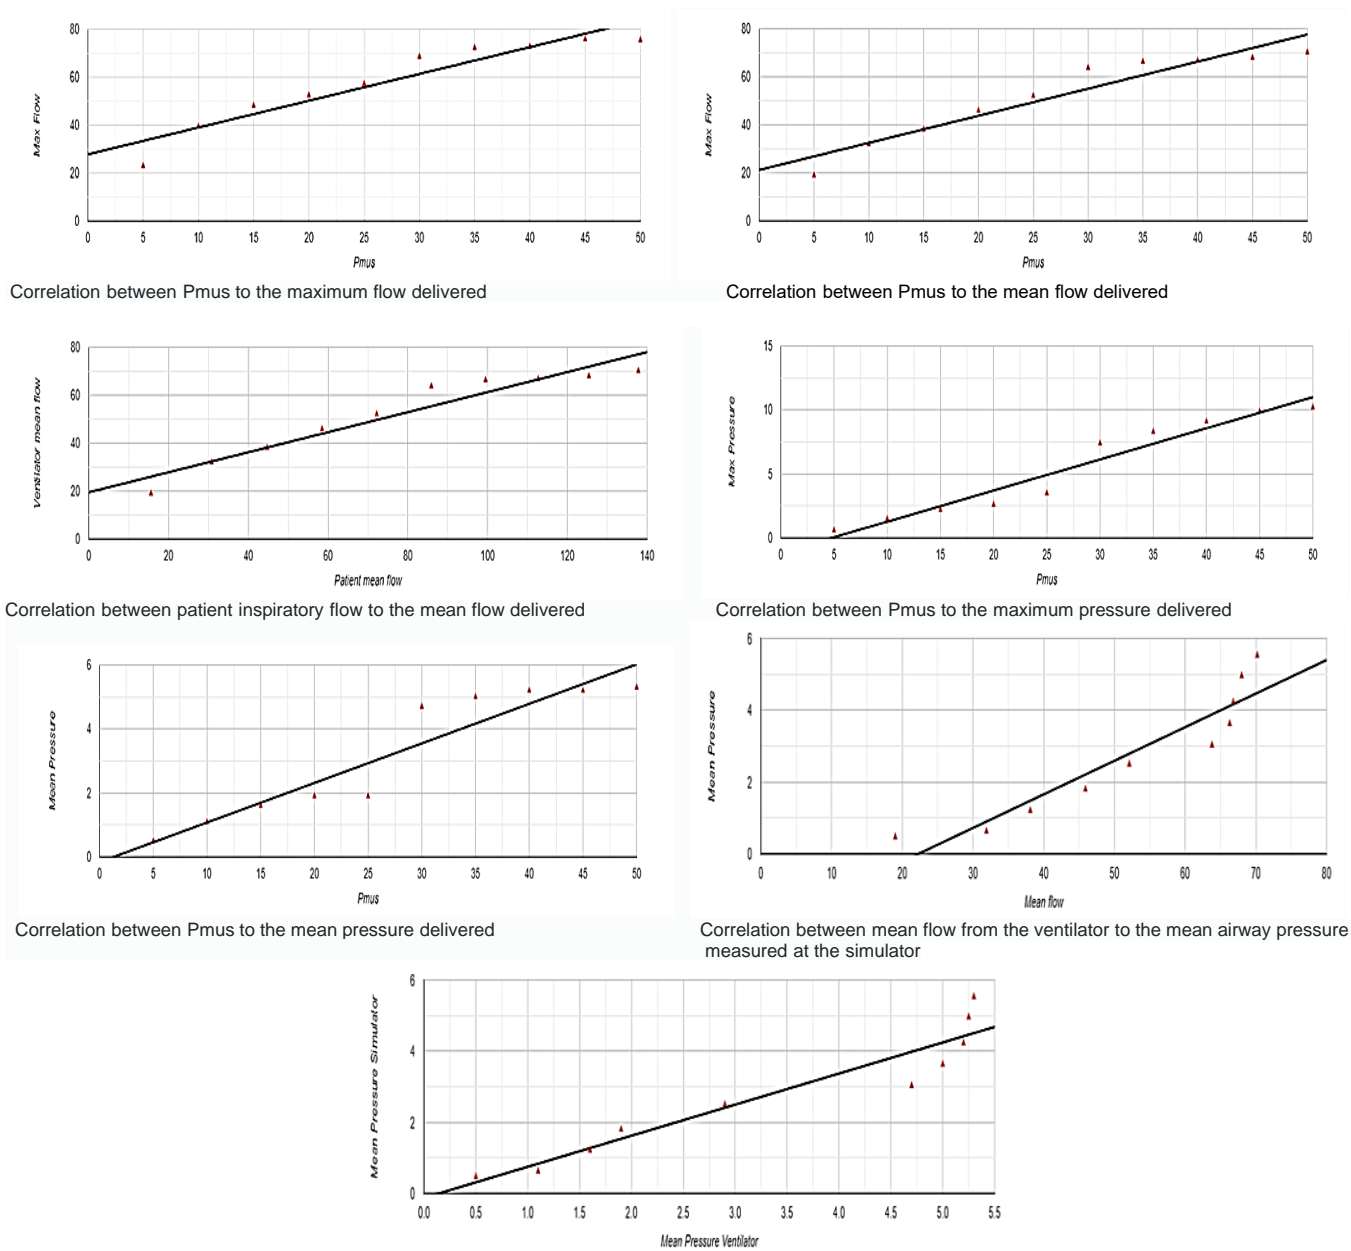 80
60
40
20
0
Max Flow
0 5 10 15 20 25 30 35 40 45 50
Pmus
Correlation between Pmus to the maximum flow delivered
80
60
40
20
0
Max Flow
0 5 10 15 20 25 30 35 40 45 50
Pmus
Correlation between Pmus to the mean flow delivered
80
60
40
20
0
Ventilator mean flow
0 20 40 60 80 100 120 140
Patient mean flow
Correlation between patient inspiratory flow to the mean flow delivered
15
10
5
0
Max Pressure
0 5 10 15 20 25 30 35 40 45 50
Pmus
Correlation between Pmus to the maximum pressure delivered
6
4
2
0
Mean Pressure
0 5 10 15 20 25 30 35 40 45 50
Pmus
Correlation between Pmus to the mean pressure delivered
6
4
2
0
Mean Pressure
0 10 20 30 40 50 60 70 80
Mean flow
Correlation between mean flow from the ventilator to the mean airway pressure
measured at the simulator
6
4
2
0
Mean Pressure Simulator
0.0 0.5 1.0 1.5 2.0 2.5 3.0 3.5 4.0 4.5 5.0 5.5
Mean Pressure Ventilator